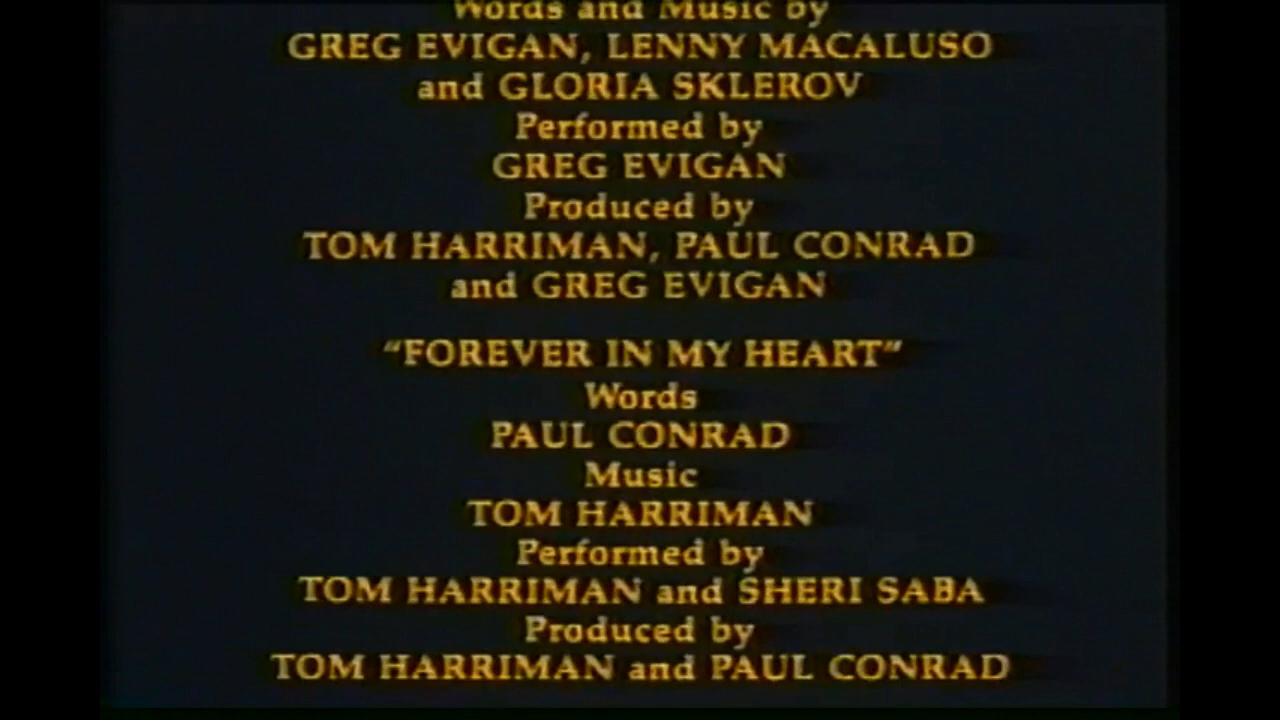 Words and Music by
GREG EVIGAN, LENNY MACALUSO
and GLORIA SKLEROV
Performed by
GREG EVIGAN
Produced by
TOM HARRIMAN, PAUL CONRAD
and GREG EVIGAN
"FOREVER IN MY HEART"
Words
PAUL CONRAD
Music
TOM HARRIMAN
Performed by
TOM HARRIMAN and SHERI SABA
Produced by
TOM HARRIMAN and PAUL CONRAD